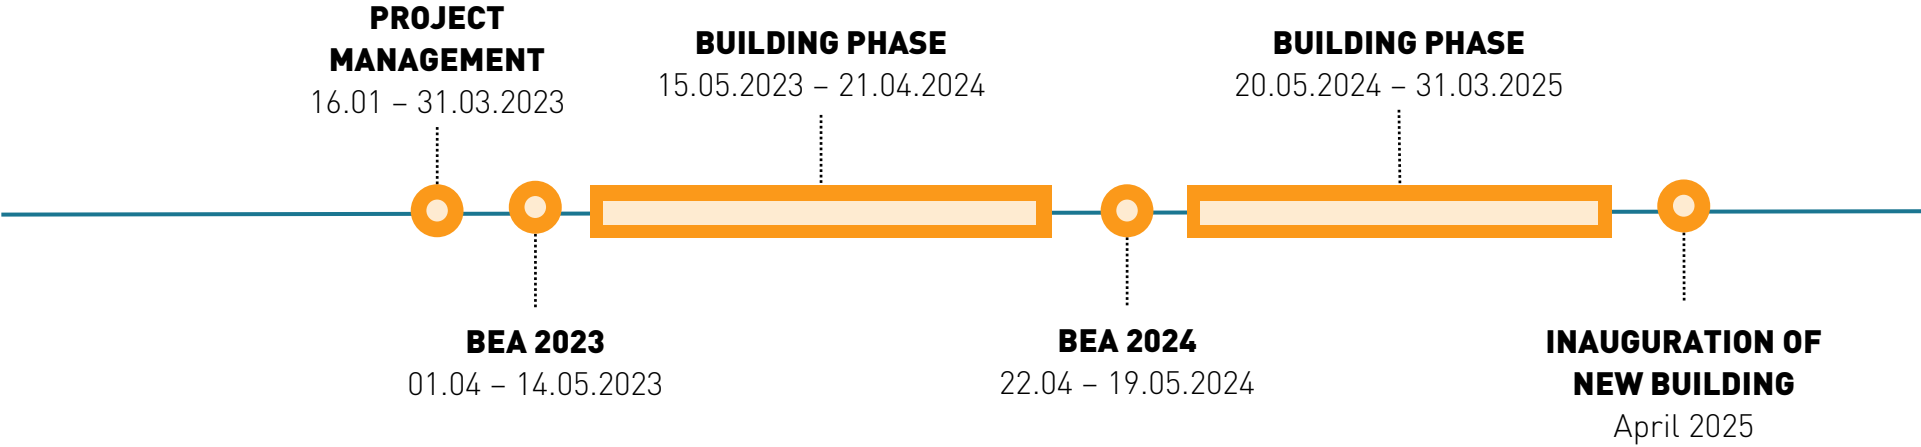 PROJECT
MANAGEMENT
16.01 – 31.03.2023
BUILDING PHASE
15.05.2023 – 21.04.2024
BUILDING PHASE
20.05.2024 – 31.03.2025
BEA 2023
01.04 – 14.05.2023
BEA 2024
22.04 – 19.05.2024
INAUGURATION OF
NEW BUILDING
April 2025